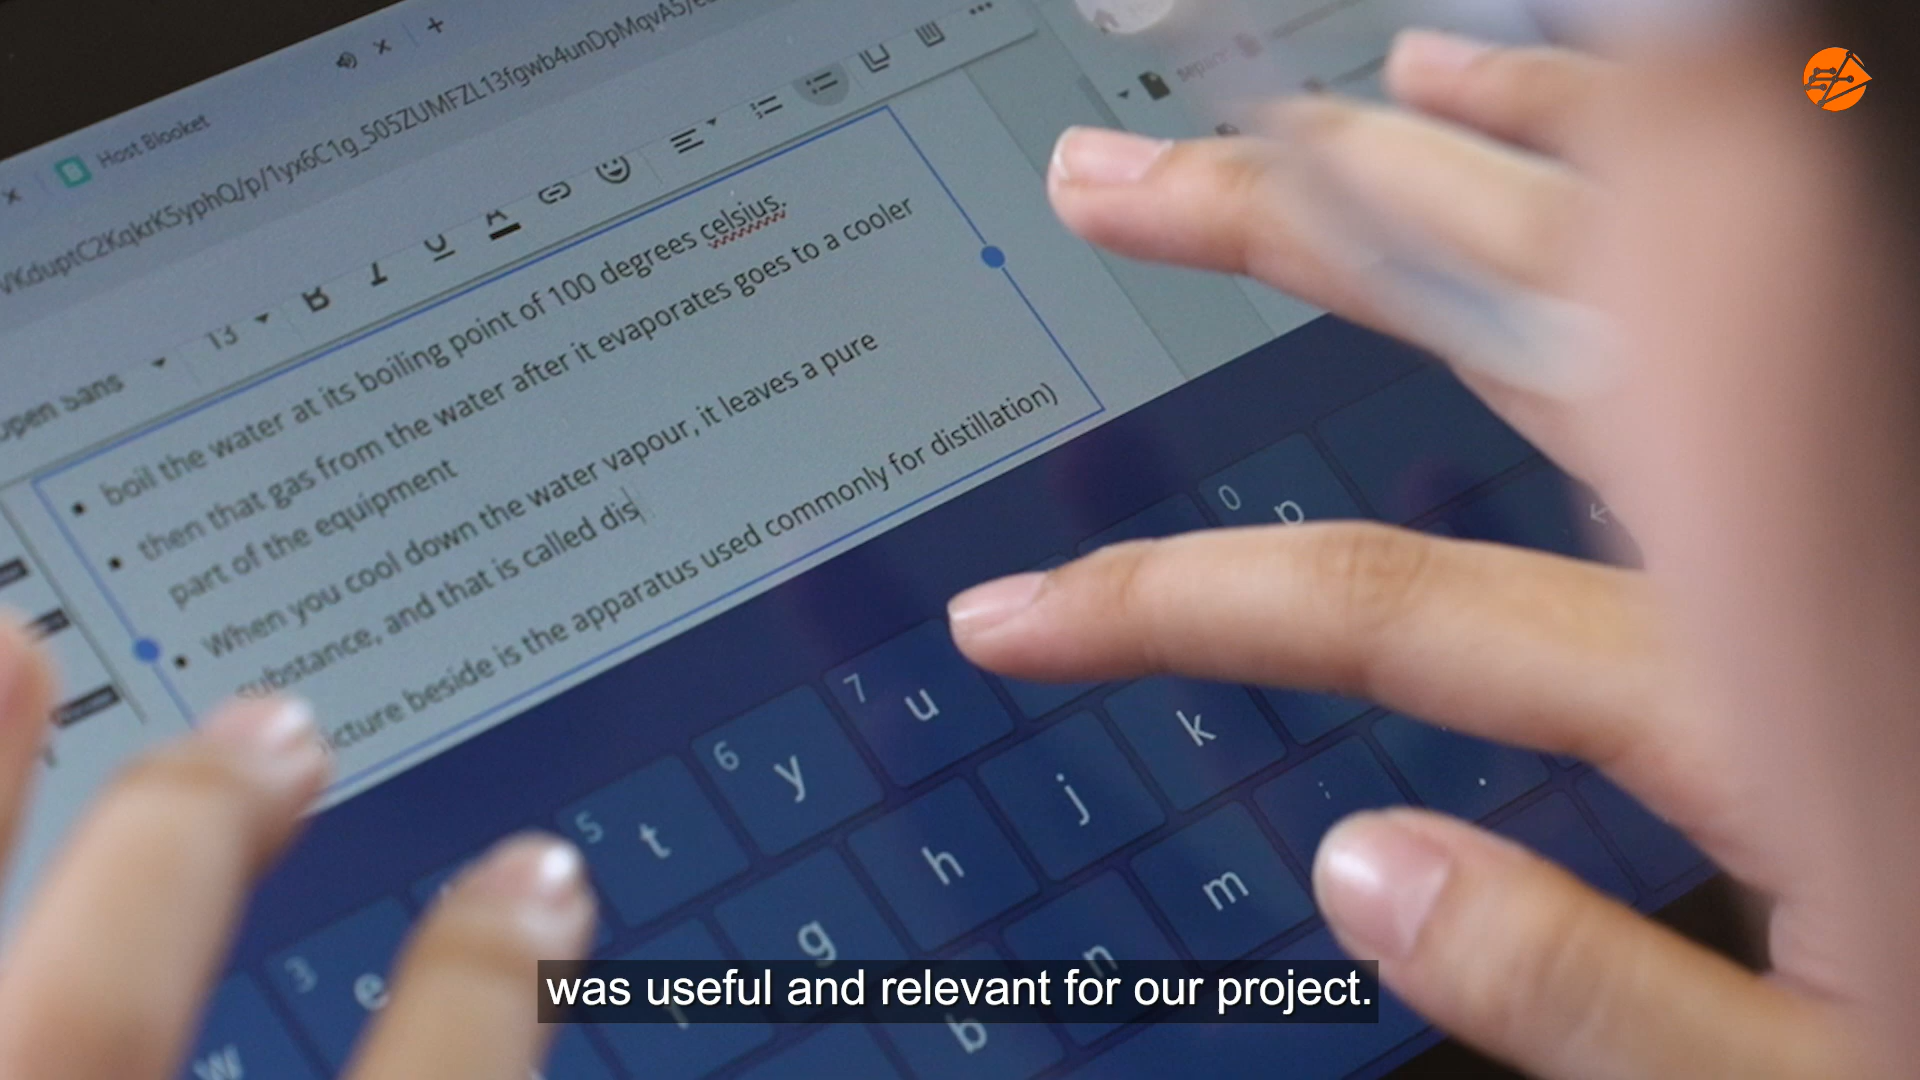 Host Blooket
Open Sans 13 B I U A
boil the water at its boiling point of 100 degrees celsius.
then that gas from the water after it evaporates goes to a cooler
part of the equipment
When you cool down the water vapour, it leaves a pure
substance, and that is called dis
picture beside is the apparatus used commonly for distillation)
0 p
7 u
6 y k
5 t j
h m
3 e g n
w b
was useful and relevant for our project.